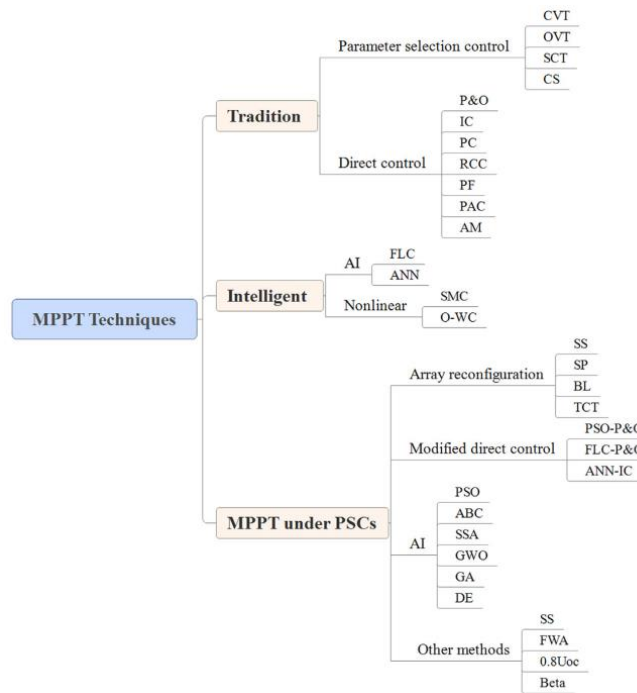 MPPT Techniques
Tradition
Parameter selection control
CVT
OVT
SCT
CS
Direct control
P&O
IC
PC
RCC
PF
PAC
AM
Intelligent
AI
FLC
ANN
Nonlinear
SMC
O-WC
MPPT under PSCs
Array reconfiguration
SS
SP
BL
TCT
Modified direct control
PSO-P&O
FLC-P&O
ANN-IC
AI
PSO
ABC
SSA
GWO
GA
DE
Other methods
SS
FWA
0.8Uoc
Beta